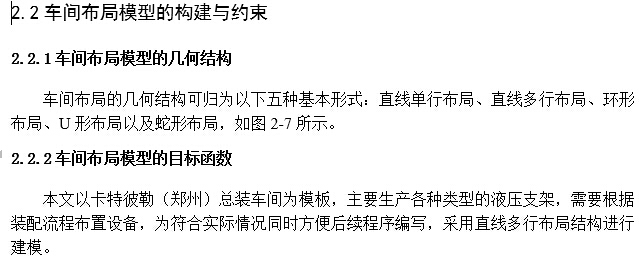 2.2 车间布局模型的构建与约束
2.2.1 车间布局模型的几何结构
车间布局的几何结构可归为以下五种基本形式：直线单行布局、直线多行布局、环形
布局、U 形布局以及蛇形布局，如图 2-7 所示。
2.2.2 车间布局模型的目标函数
本文以卡特彼勒（郑州）总装车间为模板，主要生产各种类型的液压支架，需要根据
装配流程布置设备，为符合实际情况同时方便后续程序编写，采用直线多行布局结构进行
建模。